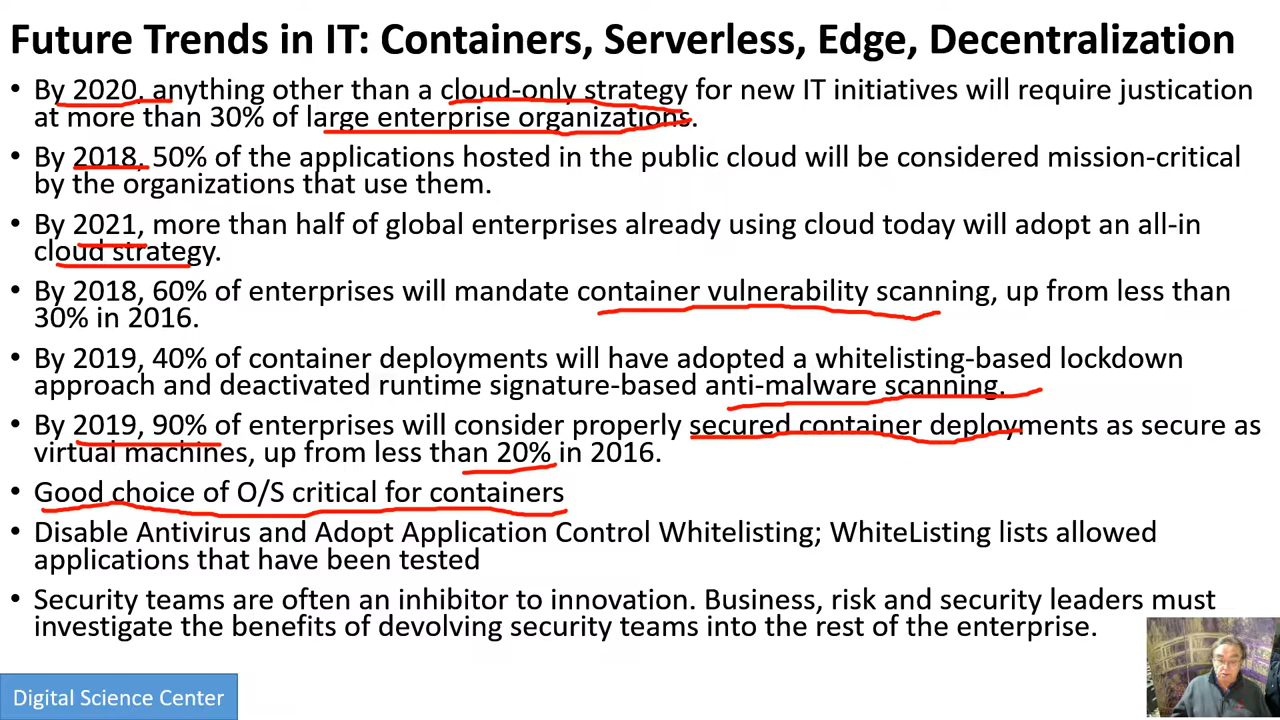 Future Trends in IT: Containers, Serverless, Edge, Decentralization
• By 2020, anything other than a cloud-only strategy for new IT initiatives will require justication
at more than 30% of large enterprise organizations.
• By 2018, 50% of the applications hosted in the public cloud will be considered mission-critical
by the organizations that use them.
• By 2021, more than half of global enterprises already using cloud today will adopt an all-in
cloud strategy.
• By 2018, 60% of enterprises will mandate container vulnerability scanning, up from less than
30% in 2016.
• By 2019, 40% of container deployments will have adopted a whitelisting-based lockdown
approach and deactivated runtime signature-based anti-malware scanning.
• By 2019, 90% of enterprises will consider properly secured container deployments as secure as
virtual machines, up from less than 20% in 2016.
• Good choice of O/S critical for containers
• Disable Antivirus and Adopt Application Control Whitelisting; WhiteListing lists allowed
applications that have been tested
• Security teams are often an inhibitor to innovation. Business, risk and security leaders must
investigate the benefits of devolving security teams into the rest of the enterprise.
Digital Science Center